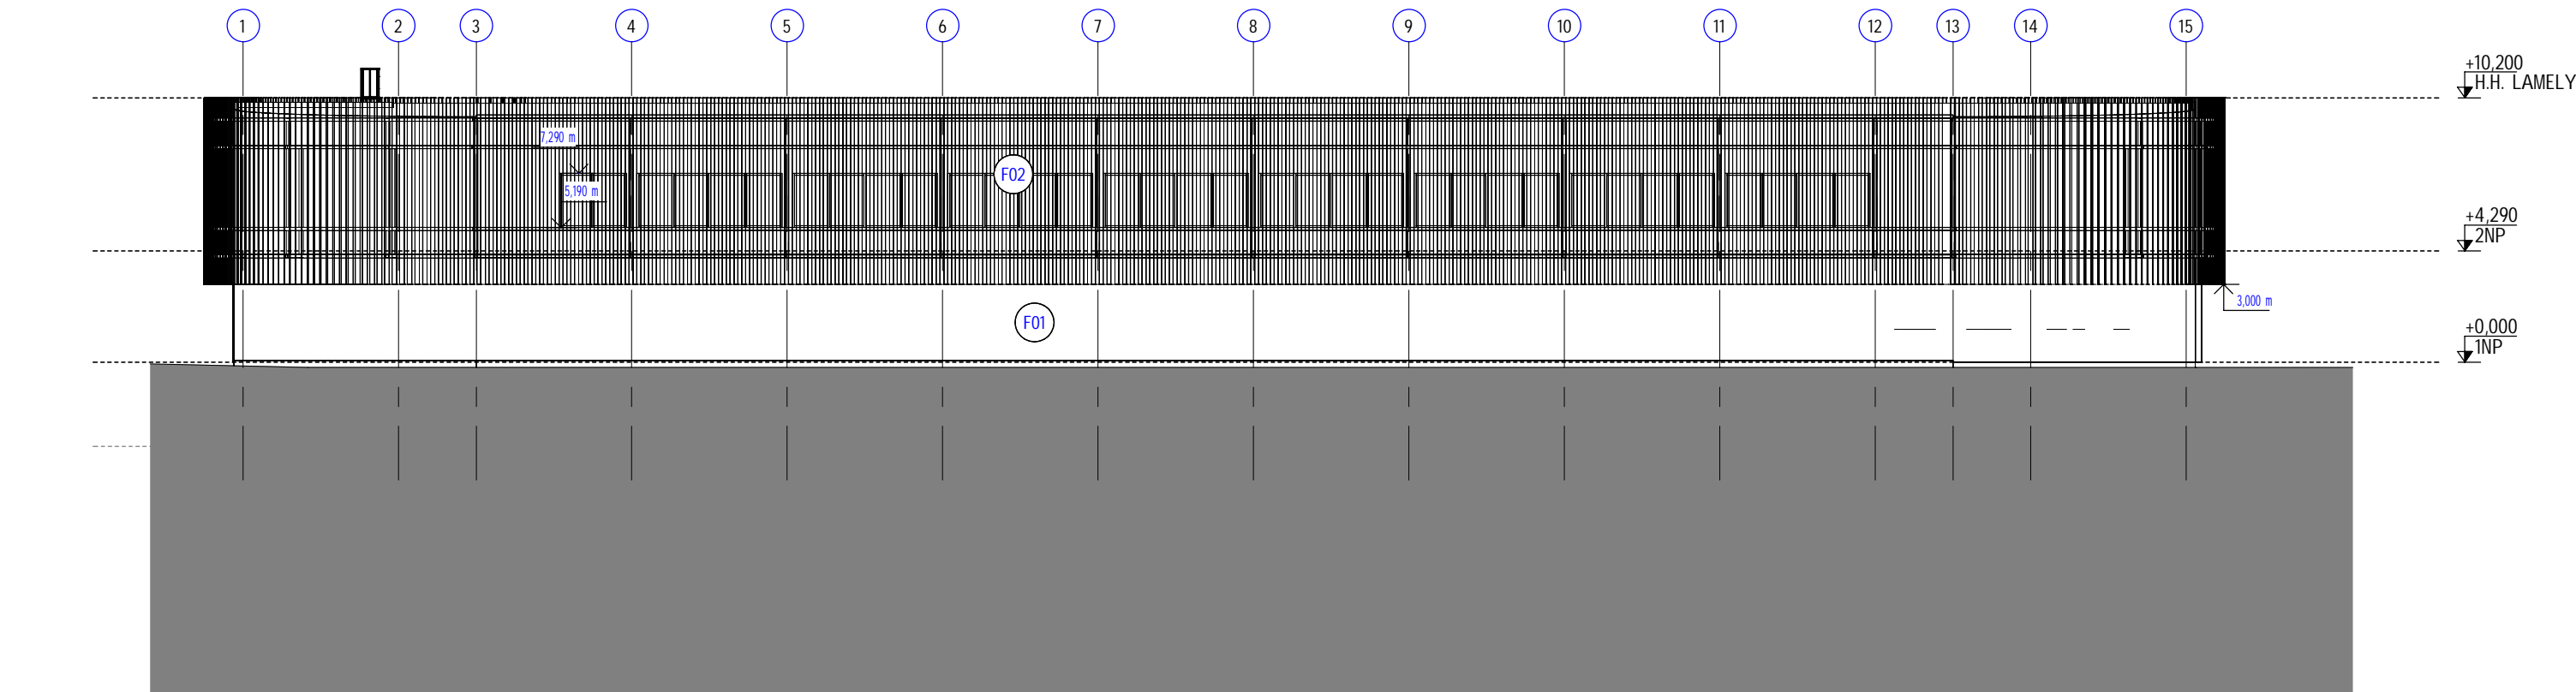 1 2 3 4 5 6 7 8 9 10 11 12 13 14 15
+10,200
H.H. LAMELY
7,290 m
F02
5,190 m
+4,290
2NP
3,000 m
F01
+0,000
1NP